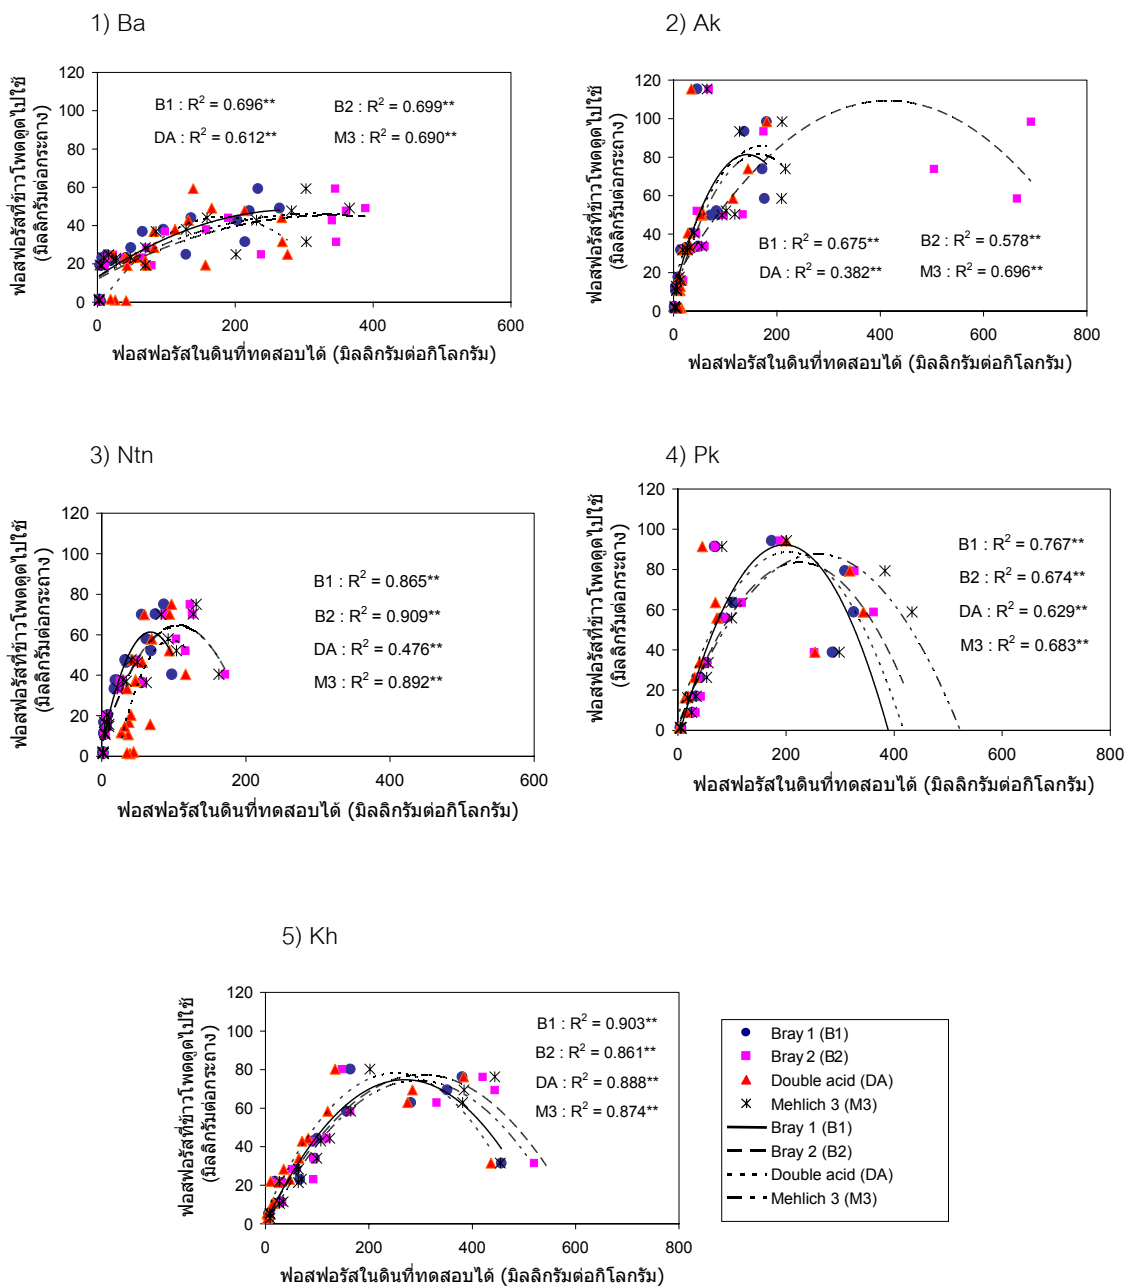 1) Ba
ฟอสฟอรัสที่ข้าวโพดดูดไปใช้
(มิลลิกรัมต่อกระถาง)
120
100
80
60
40
20
0
B1 : R² = 0.696**
B2 : R² = 0.699**
DA : R² = 0.612**
M3 : R² = 0.690**
0 200 400 600
ฟอสฟอรัสในดินที่ทดสอบได้ (มิลลิกรัมต่อกิโลกรัม)
2) Ak
ฟอสฟอรัสที่ข้าวโพดดูดไปใช้
(มิลลิกรัมต่อกระถาง)
120
100
80
60
40
20
0
B1 : R² = 0.675**
B2 : R² = 0.578**
DA : R² = 0.382**
M3 : R² = 0.696**
0 200 400 600 800
ฟอสฟอรัสในดินที่ทดสอบได้ (มิลลิกรัมต่อกิโลกรัม)
3) Ntn
ฟอสฟอรัสที่ข้าวโพดดูดไปใช้
(มิลลิกรัมต่อกระถาง)
120
100
80
60
40
20
0
B1 : R² = 0.865**
B2 : R² = 0.909**
DA : R² = 0.476**
M3 : R² = 0.892**
0 200 400 600
ฟอสฟอรัสในดินที่ทดสอบได้ (มิลลิกรัมต่อกิโลกรัม)
4) Pk
ฟอสฟอรัสที่ข้าวโพดดูดไปใช้
(มิลลิกรัมต่อกระถาง)
120
100
80
60
40
20
0
B1 : R² = 0.767**
B2 : R² = 0.674**
DA : R² = 0.629**
M3 : R² = 0.683**
0 200 400 600 800
ฟอสฟอรัสในดินที่ทดสอบได้ (มิลลิกรัมต่อกิโลกรัม)
5) Kh
ฟอสฟอรัสที่ข้าวโพดดูดไปใช้
(มิลลิกรัมต่อกระถาง)
120
100
80
60
40
20
0
B1 : R² = 0.903**
B2 : R² = 0.861**
DA : R² = 0.888**
M3 : R² = 0.874**
0 200 400 600 800
ฟอสฟอรัสในดินที่ทดสอบได้ (มิลลิกรัมต่อกิโลกรัม)
Bray 1 (B1)
Bray 2 (B2)
Double acid (DA)
Mehlich 3 (M3)
Bray 1 (B1)
Bray 2 (B2)
Double acid (DA)
Mehlich 3 (M3)